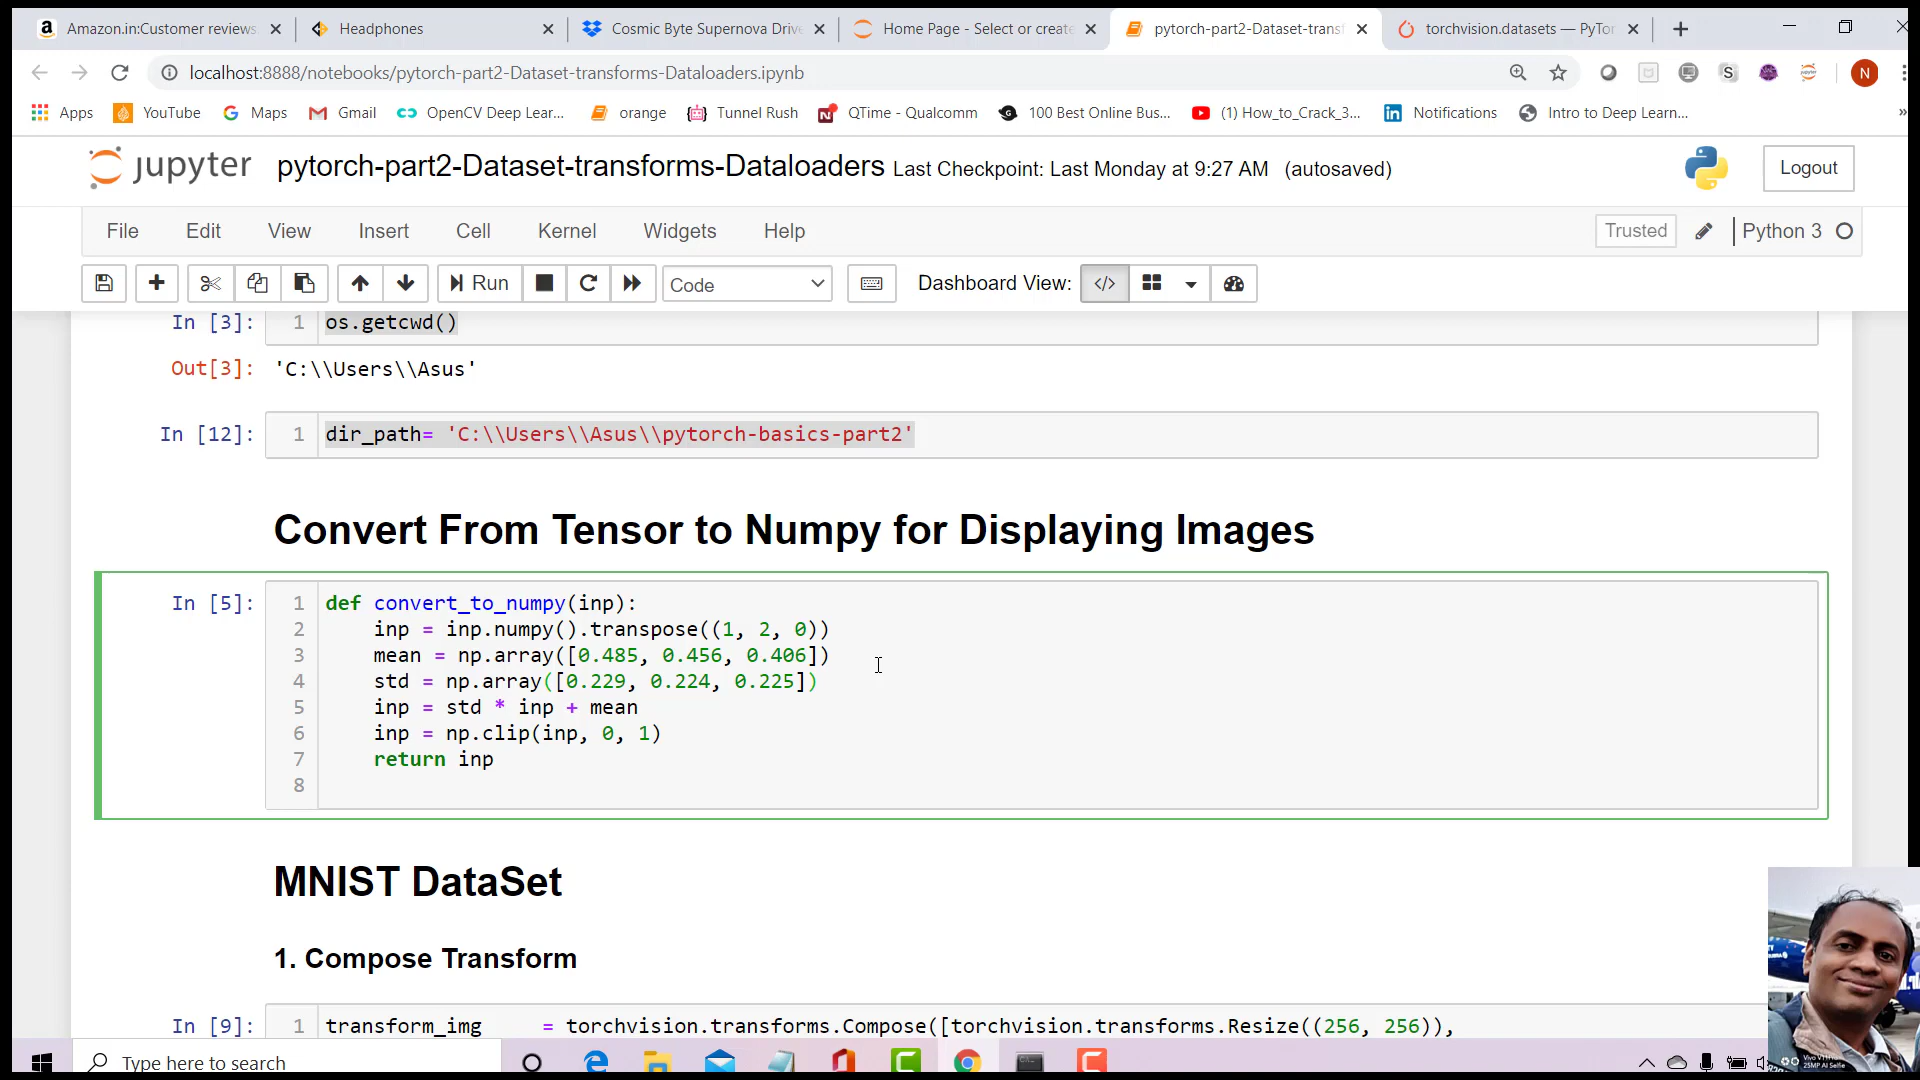 Amazon.in:Customer reviews:
Headphones
Cosmic Byte Supernova Drive
Home Page - Select or create
pytorch-part2-Dataset-transf
torchvision.datasets — PyTor
localhost:8888/notebooks/pytorch-part2-Dataset-transforms-Dataloaders.ipynb
N
Apps
YouTube
Maps
Gmail
OpenCV Deep Lear...
orange
Tunnel Rush
QTime - Qualcomm
100 Best Online Bus...
(1) How_to_Crack_3...
Notifications
Intro to Deep Learn...
»
jupyter
pytorch-part2-Dataset-transforms-Dataloaders Last Checkpoint: Last Monday at 9:27 AM (autosaved)
Logout
File Edit View Insert Cell Kernel Widgets Help
Trusted
Python 3
Run
Code
Dashboard View:
In [3]: 1 os.getcwd()
Out[3]: 'C:\\Users\\Asus'
In [12]: 1 dir_path= 'C:\\Users\\Asus\\pytorch-basics-part2'
Convert From Tensor to Numpy for Displaying Images
In [5]: 1 def convert_to_numpy(inp):
2 inp = inp.numpy().transpose((1, 2, 0))
3 mean = np.array([0.485, 0.456, 0.406])
4 std = np.array([0.229, 0.224, 0.225])
5 inp = std * inp + mean
6 inp = np.clip(inp, 0, 1)
7 return inp
8
MNIST DataSet
1. Compose Transform
In [9]: 1 transform_img = torchvision.transforms.Compose([torchvision.transforms.Resize((256, 256)),
Type here to search